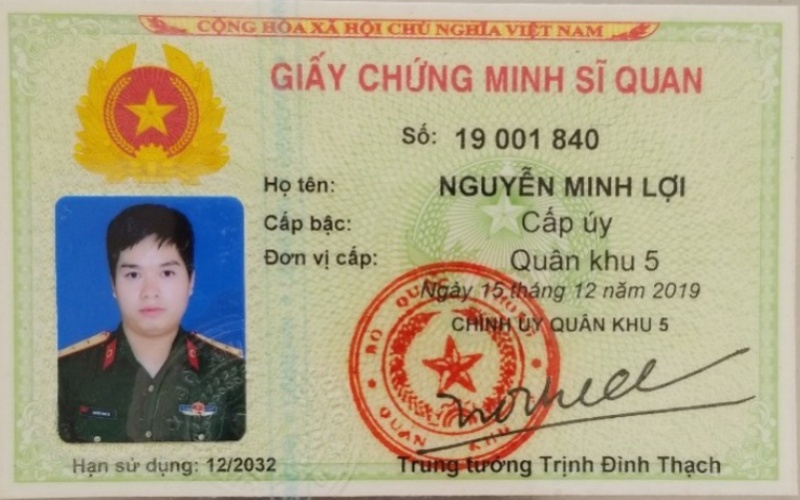 CỘNG HÒA XÃ HỘI CHỦ NGHĨA VIỆT NAM
GIẤY CHỨNG MINH SĨ QUAN
Số: 19 001 840
Họ tên: NGUYỄN MINH LỢI
Cấp bậc: Cấp úy
Đơn vị cấp: Quân khu 5
Ngày 15 tháng 12 năm 2019
CHÍNH ỦY QUÂN KHU 5
BỘ QUỐC
QUÂN KHU
Hạn sử dụng: 12/2032
Trung tướng Trịnh Đình Thạch